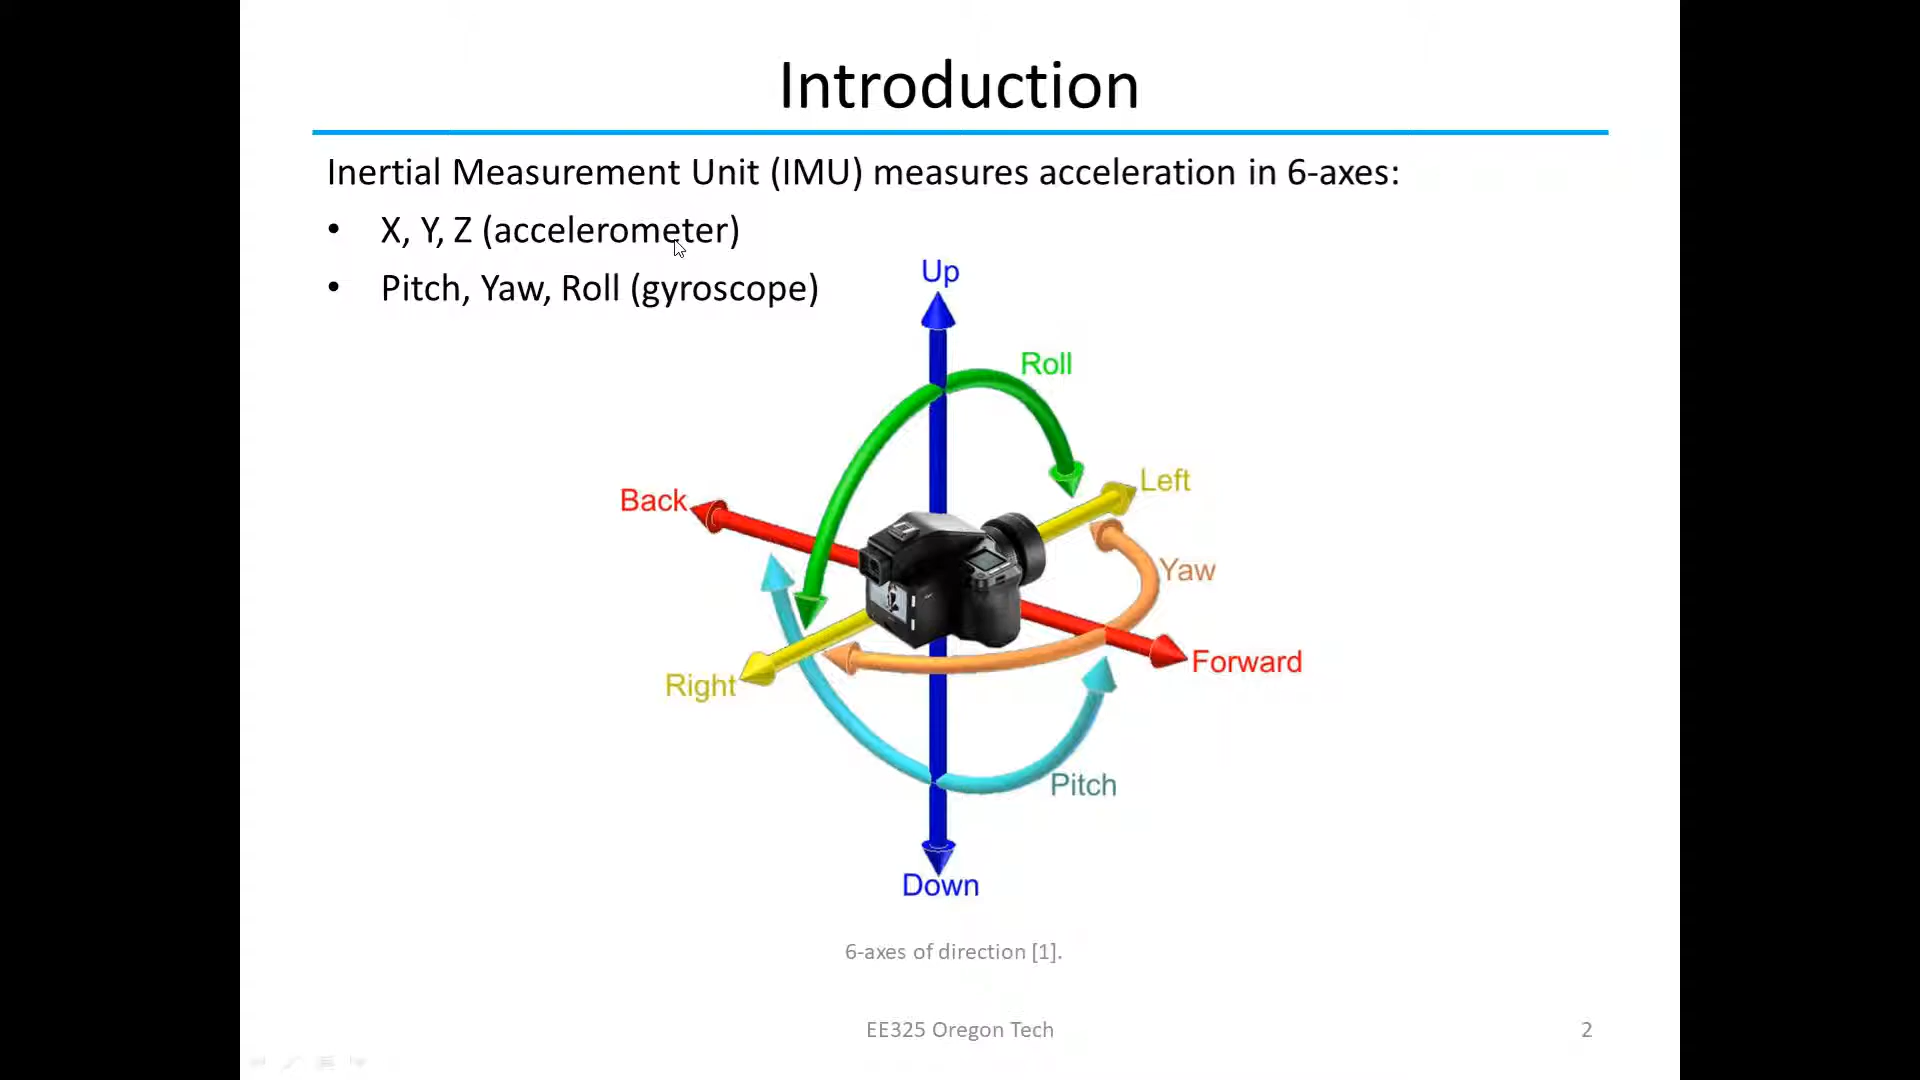 Introduction
Inertial Measurement Unit (IMU) measures acceleration in 6-axes:
• X, Y, Z (accelerometer)
• Pitch, Yaw, Roll (gyroscope)
Up
Roll
Left
Back
Yaw
Forward
Right
Pitch
Down
6-axes of direction [1].
EE325 Oregon Tech
2